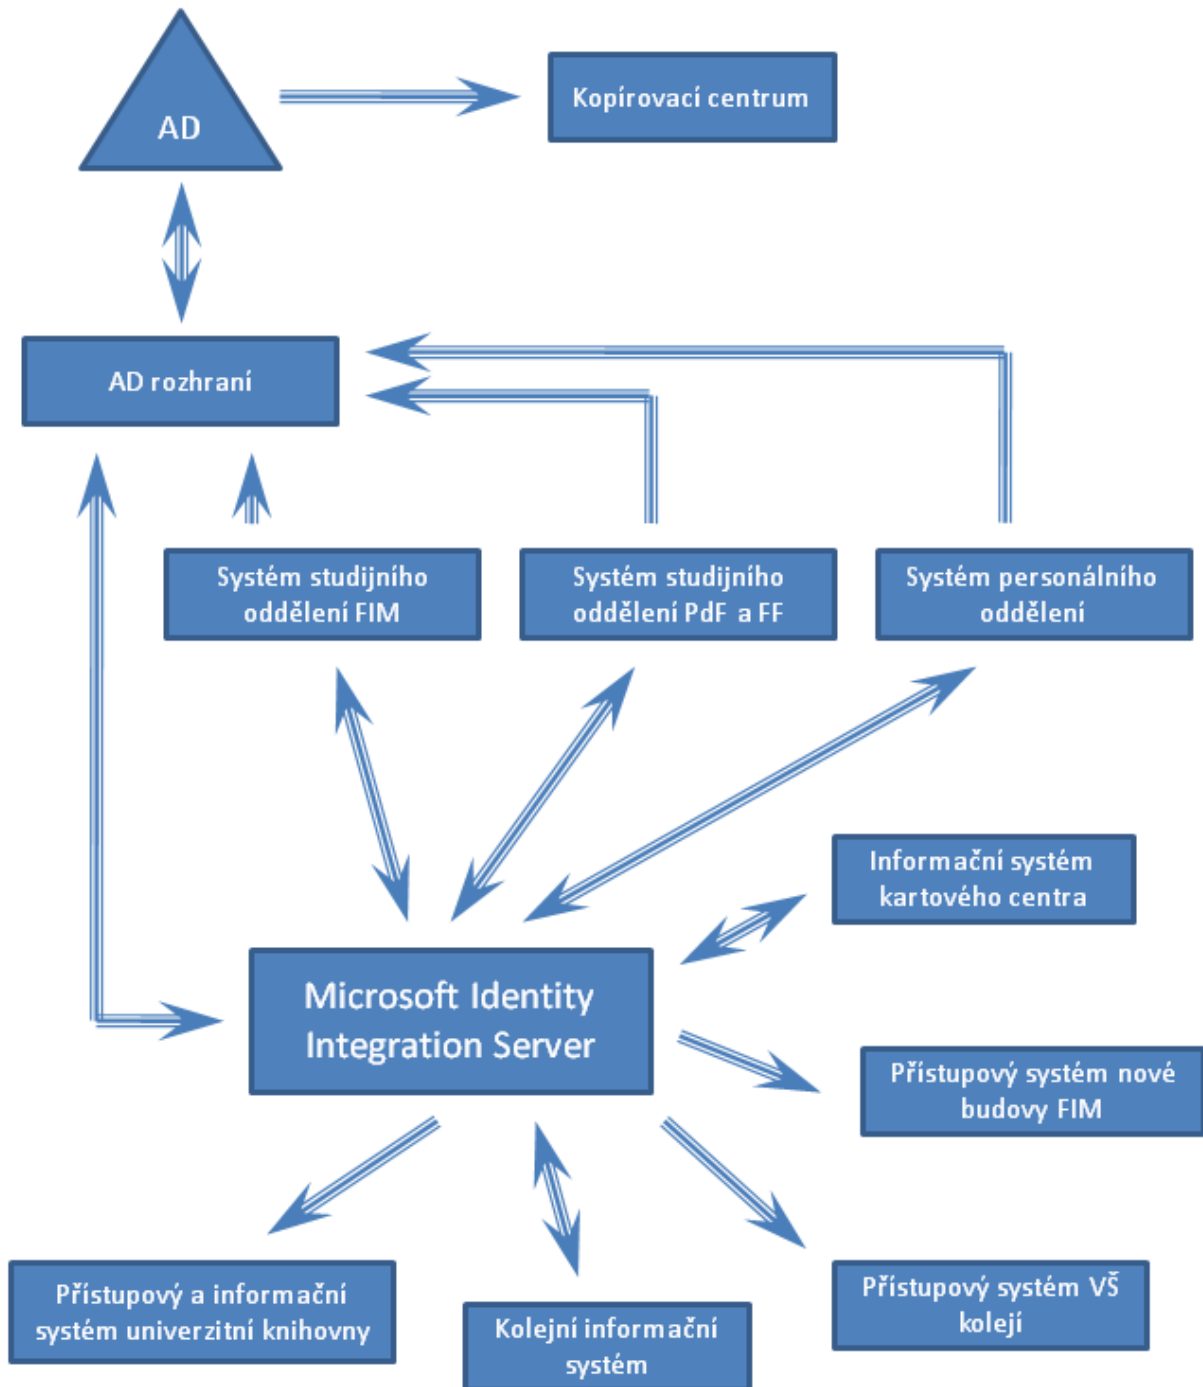 AD
Kopírovací centrum
AD rozhraní
Systém studijního
oddělení FIM
Systém studijního
oddělení PdF a FF
Systém personálního
oddělení
Informační systém
kartového centra
Microsoft Identity
Integration Server
Přístupový systém nové
budovy FIM
Přístupový a informační
systém univerzitní knihovny
Kolejní informační
systém
Přístupový systém VŠ
kolejí